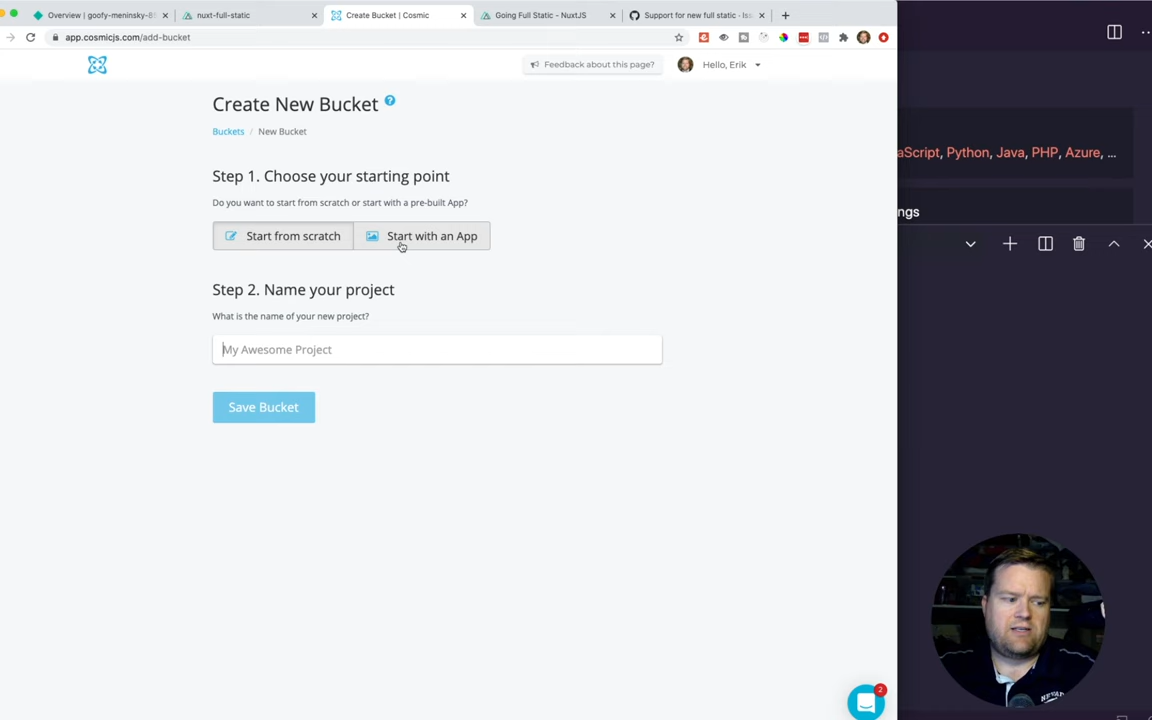 Overview | goofy-meninsky-8
nuxt-full-static
Create Bucket | Cosmic
Going Full Static - NuxtJS
Support for new full static - Iss
app.cosmicjs.com/add-bucket
Feedback about this page?
Hello, Erik
Create New Bucket
Buckets / New Bucket
Step 1. Choose your starting point
Do you want to start from scratch or start with a pre-built App?
Start from scratch
Start with an App
Step 2. Name your project
What is the name of your new project?
My Awesome Project
Save Bucket
2
aScript, Python, Java, PHP, Azure, ...
ngs